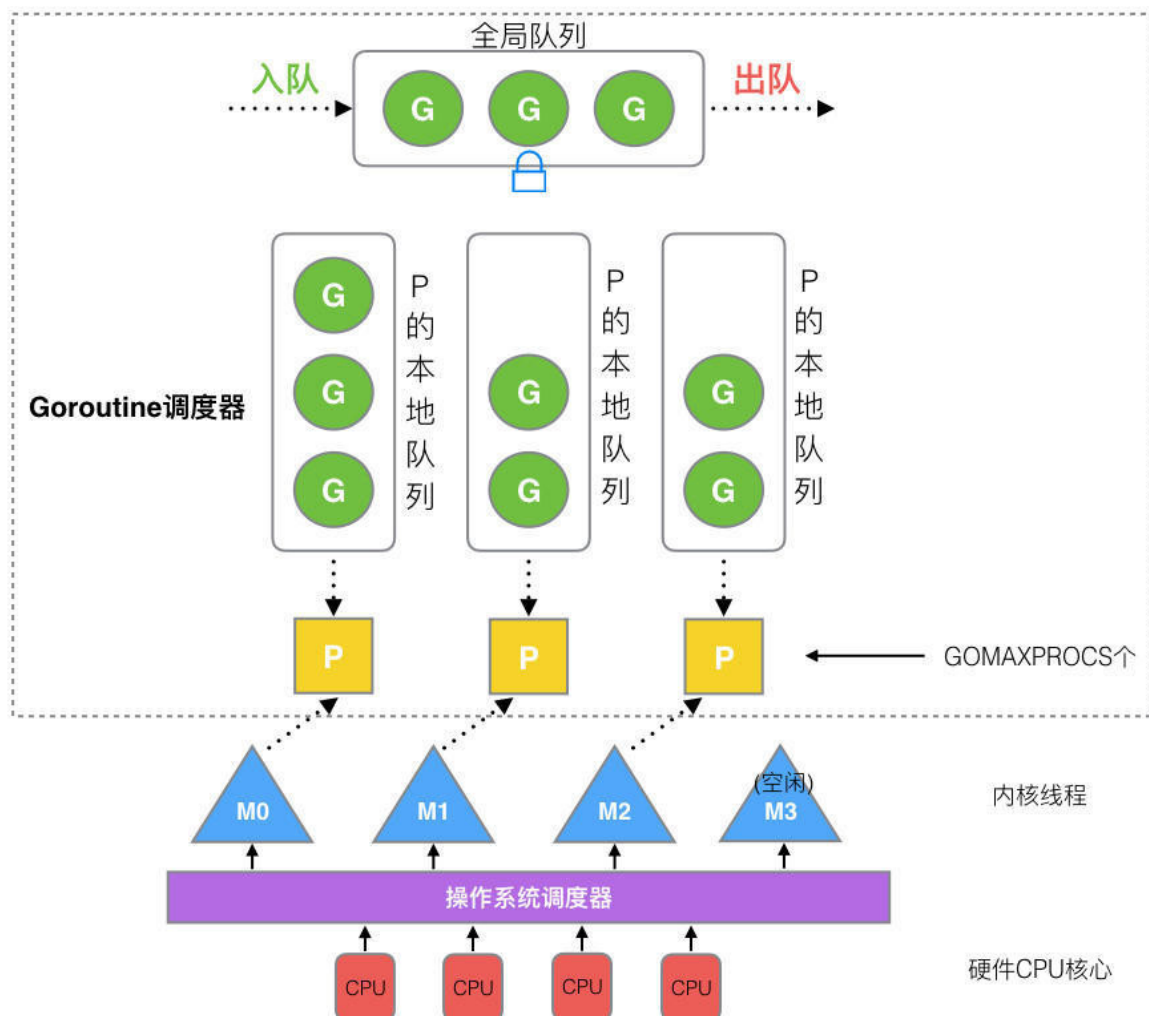 全局队列
入队
G
G
G
出队
G
G
G
P的本地队列
G
G
P的本地队列
G
G
P的本地队列
Goroutine调度器
P
P
P
GOMAXPROCS个
M0
M1
M2
(空闲)
M3
内核线程
操作系统调度器
CPU
CPU
CPU
CPU
硬件CPU核心